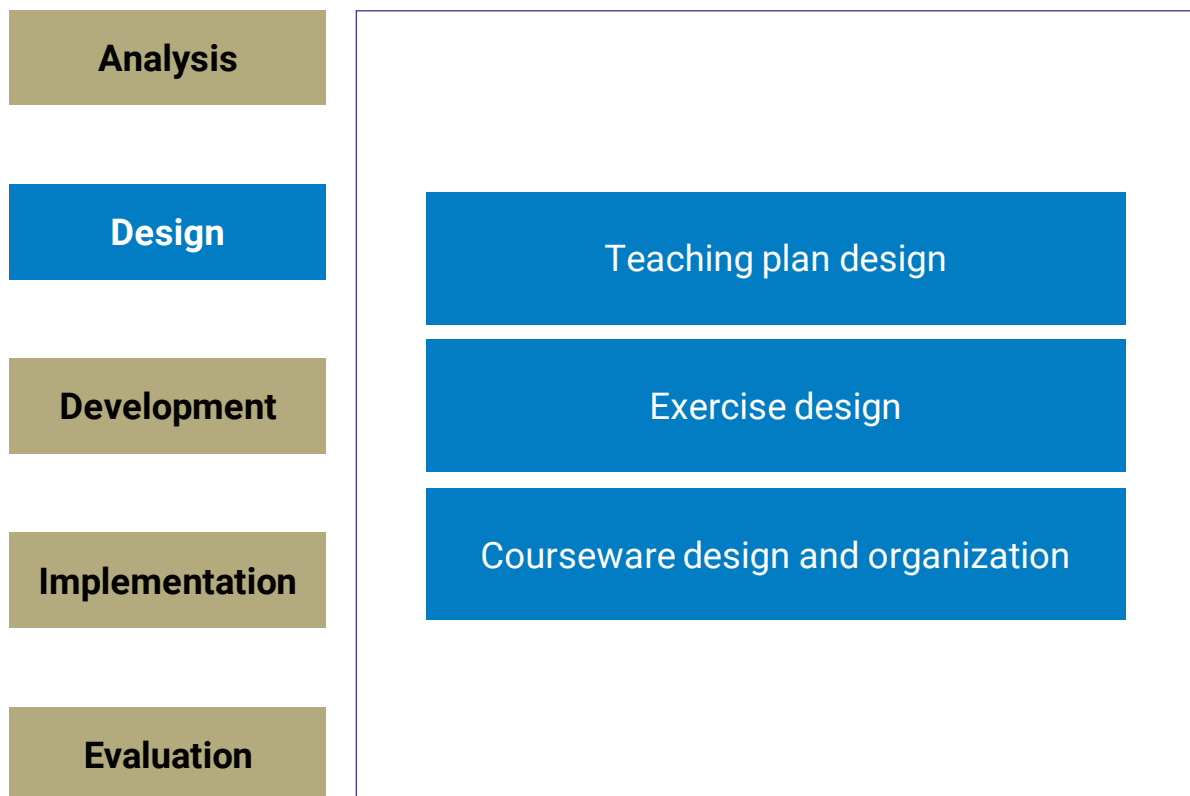 Analysis
Design
Development
Implementation
Evaluation
Teaching plan design
Exercise design
Courseware design and organization